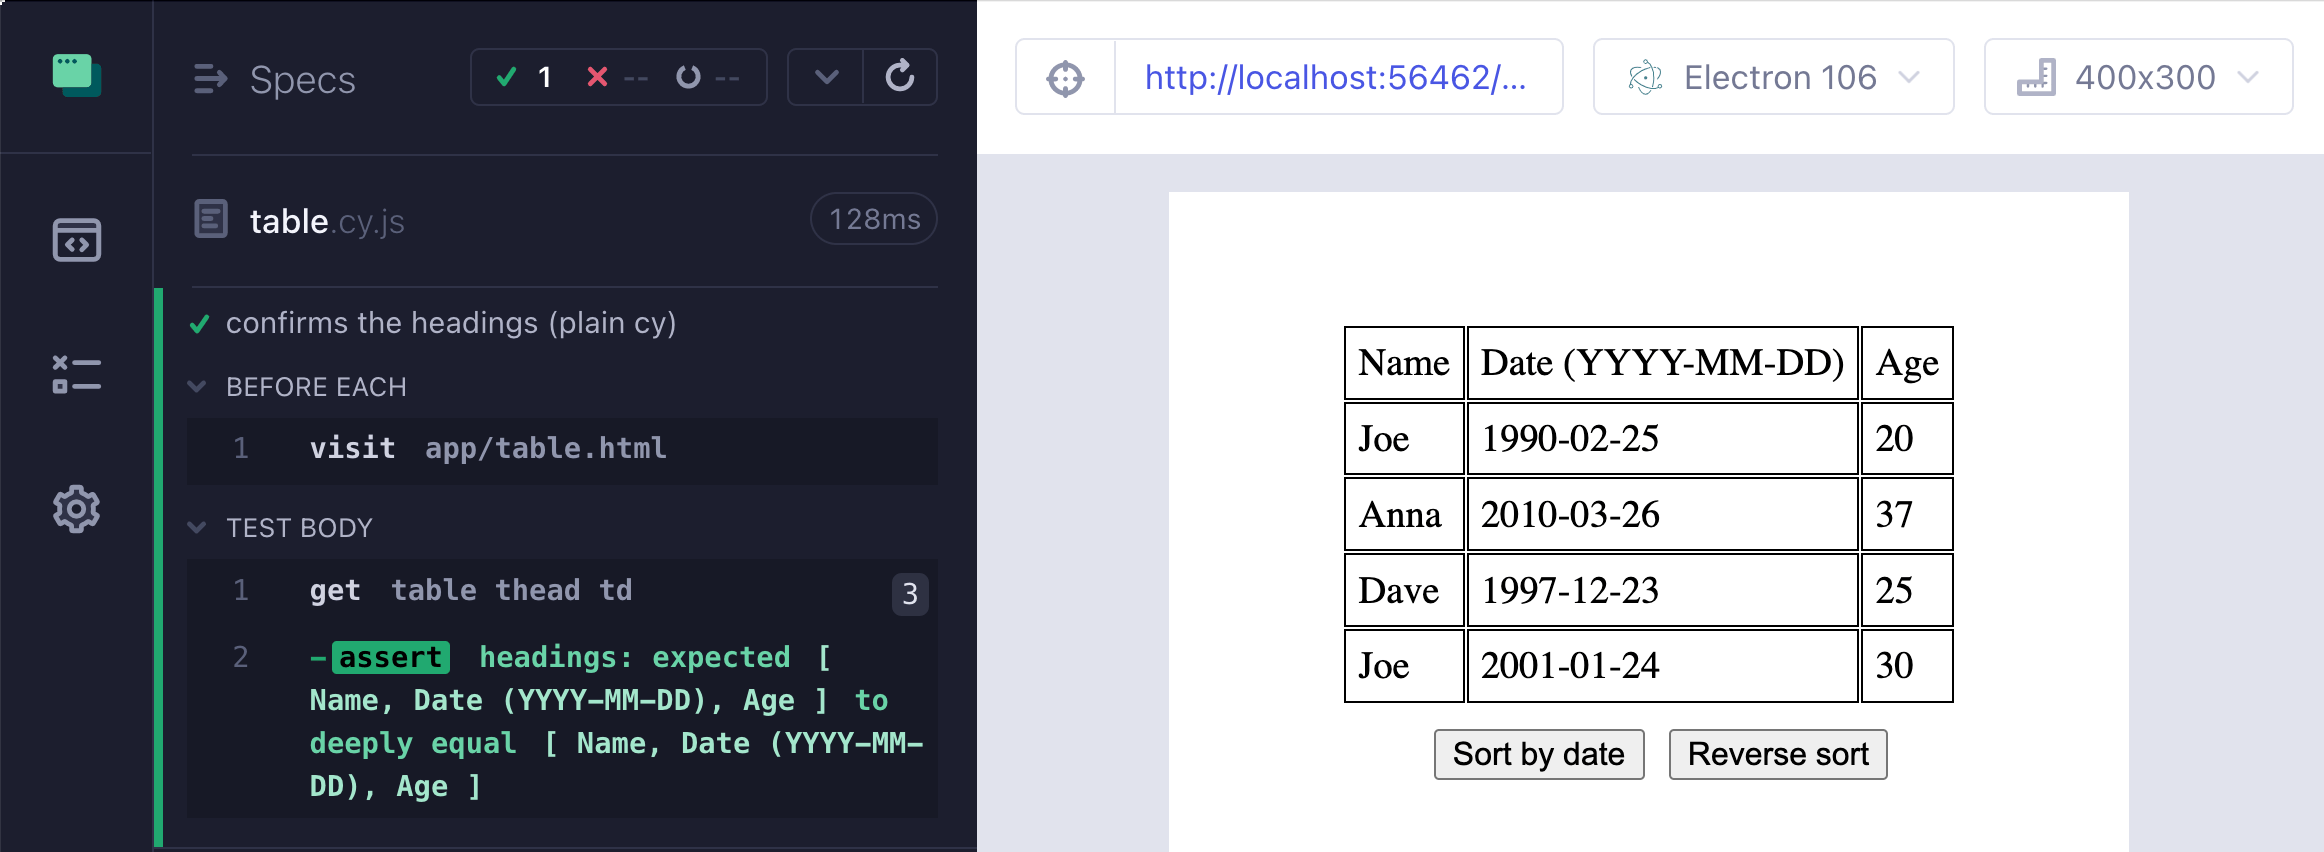 Specs
1 -- --
http://localhost:56462/...
Electron 106
400x300
table.cy.js
128ms
confirms the headings (plain cy)
BEFORE EACH
1 visit app/table.html
TEST BODY
1 get table thead td 3
2 -assert headings: expected [
Name, Date (YYYY-MM-DD), Age ] to
deeply equal [ Name, Date (YYYY-MM-
DD), Age ]
Name Date (YYYY-MM-DD) Age
Joe 1990-02-25 20
Anna 2010-03-26 37
Dave 1997-12-23 25
Joe 2001-01-24 30
Sort by date Reverse sort